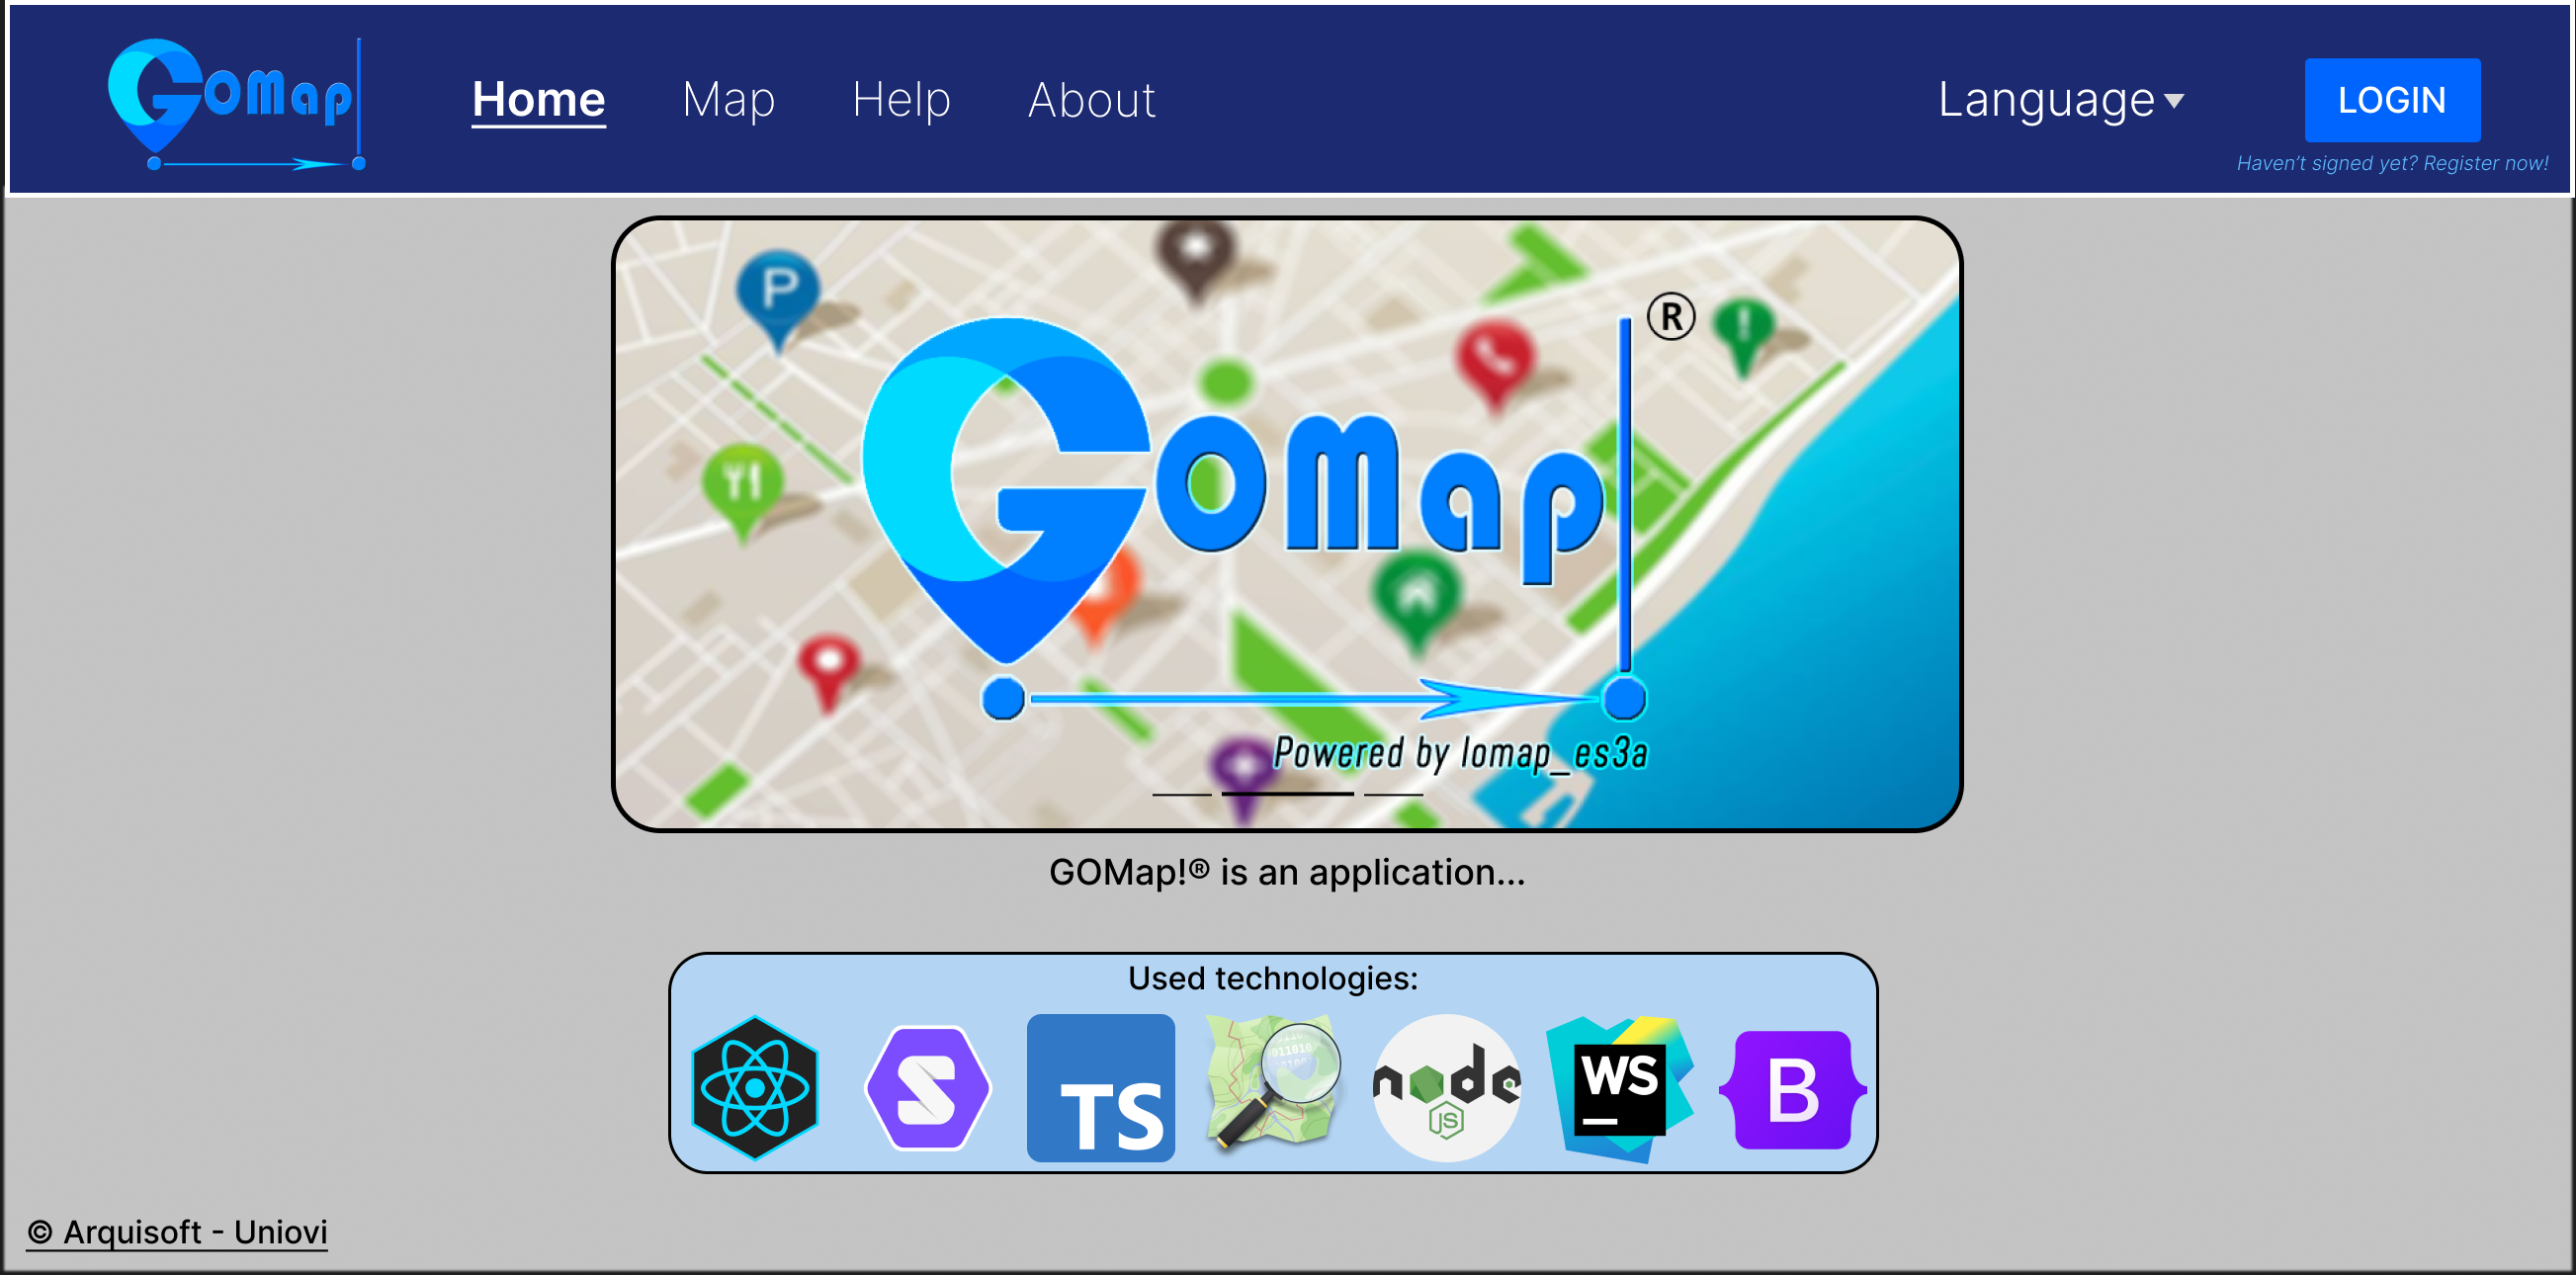 GoMap
Home Map Help About
Language
LOGIN
Haven't signed yet? Register now!
P
®
GoMap
Powered by lomap_es3a
GOMap!® is an application...
Used technologies:
S
TS
011010
node
JS
WS
B
© Arquisoft - Uniovi